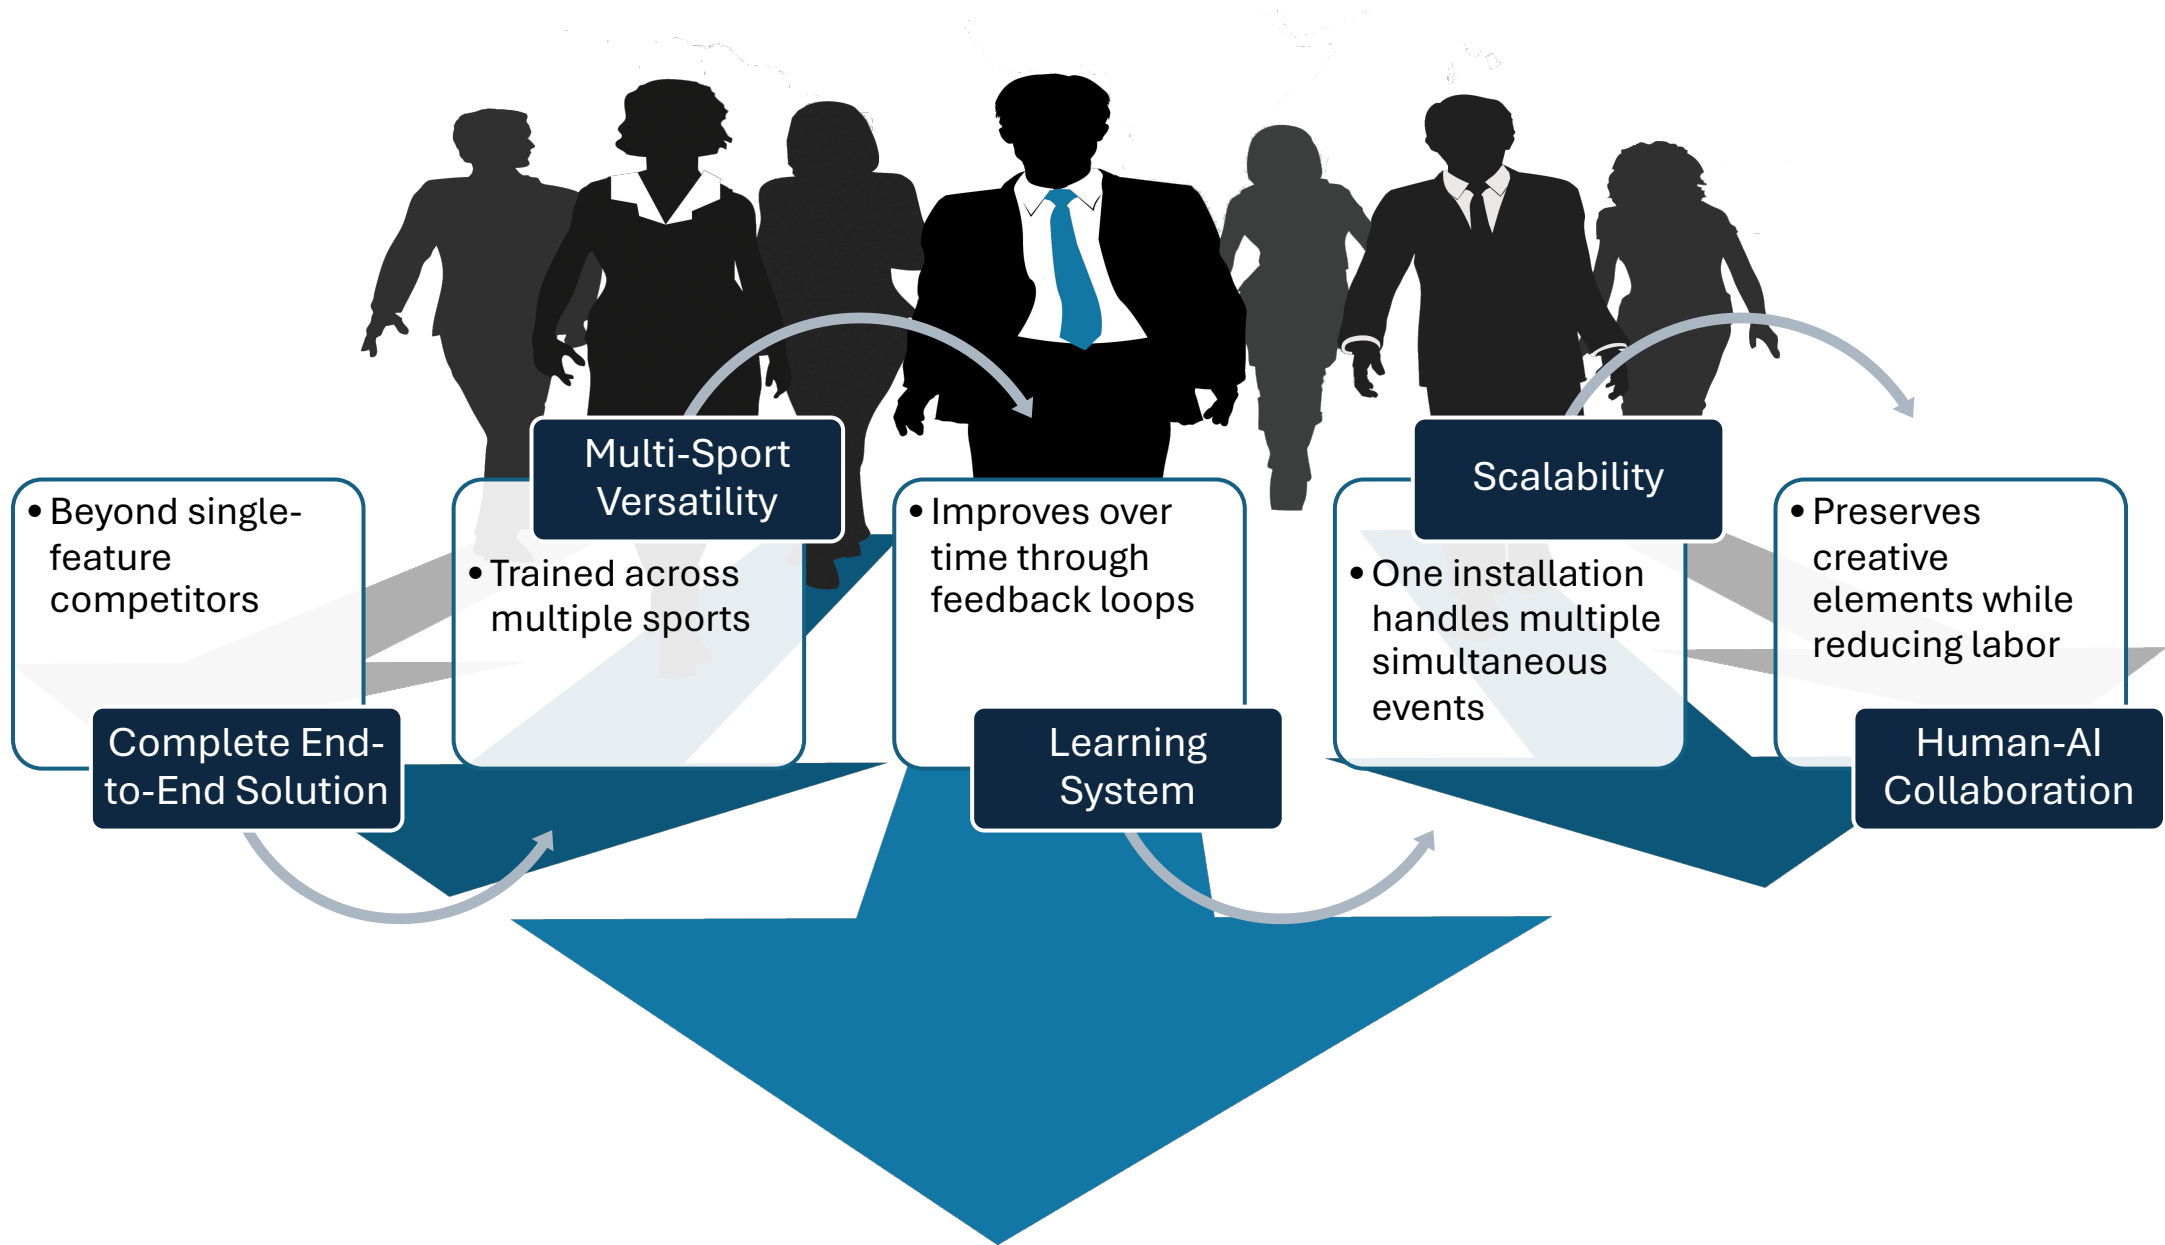 • Beyond single-
feature
competitors
Complete End-
to-End Solution
Multi-Sport
Versatility
• Trained across
multiple sports
• Improves over
time through
feedback loops
Learning
System
Scalability
• One installation
handles multiple
simultaneous
events
• Preserves
creative
elements while
reducing labor
Human-AI
Collaboration